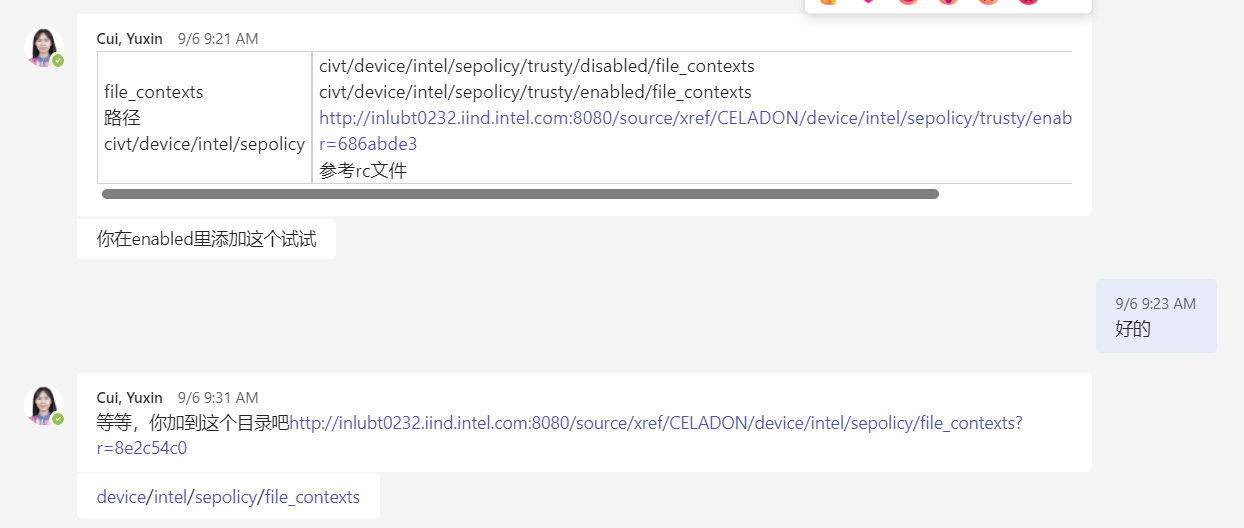 Cui, Yuxin 9/6 9:21 AM
file_contexts
路径
civt/device/intel/sepolicy
civt/device/intel/sepolicy/trusty/disabled/file_contexts
civt/device/intel/sepolicy/trusty/enabled/file_contexts
http://inlubt0232.iind.intel.com:8080/source/xref/CELADON/device/intel/sepolicy/trusty/enab
r=686abde3
参考rc文件
你在enabled里添加这个试试
9/6 9:23 AM
好的
Cui, Yuxin 9/6 9:31 AM
等等，你加到这个目录吧http://inlubt0232.iind.intel.com:8080/source/xref/CELADON/device/intel/sepolicy/file_contexts?
r=8e2c54c0
device/intel/sepolicy/file_contexts